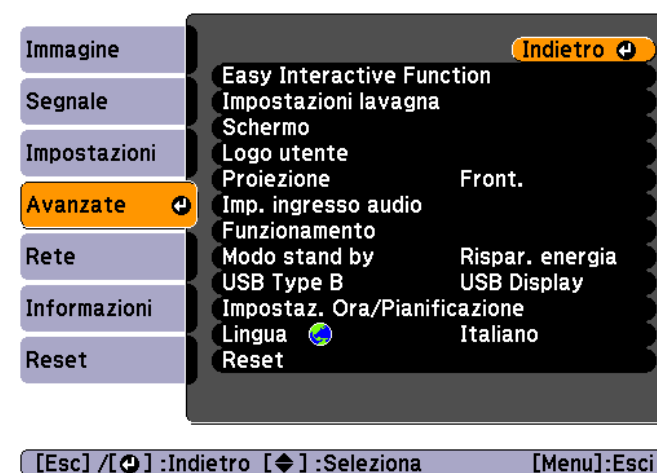 Immagine
Segnale
Impostazioni
Avanzate
Rete
Informazioni
Reset
Indietro
Easy Interactive Function
Impostazioni lavagna
Schermo
Logo utente
Proiezione Front.
Imp. ingresso audio
Funzionamento
Modo stand by Rispar. energia
USB Type B USB Display
Impostaz. Ora/Pianificazione
Lingua Italiano
Reset
[Esc] /[⏎] :Indietro [◆] :Seleziona [Menu]:Esci